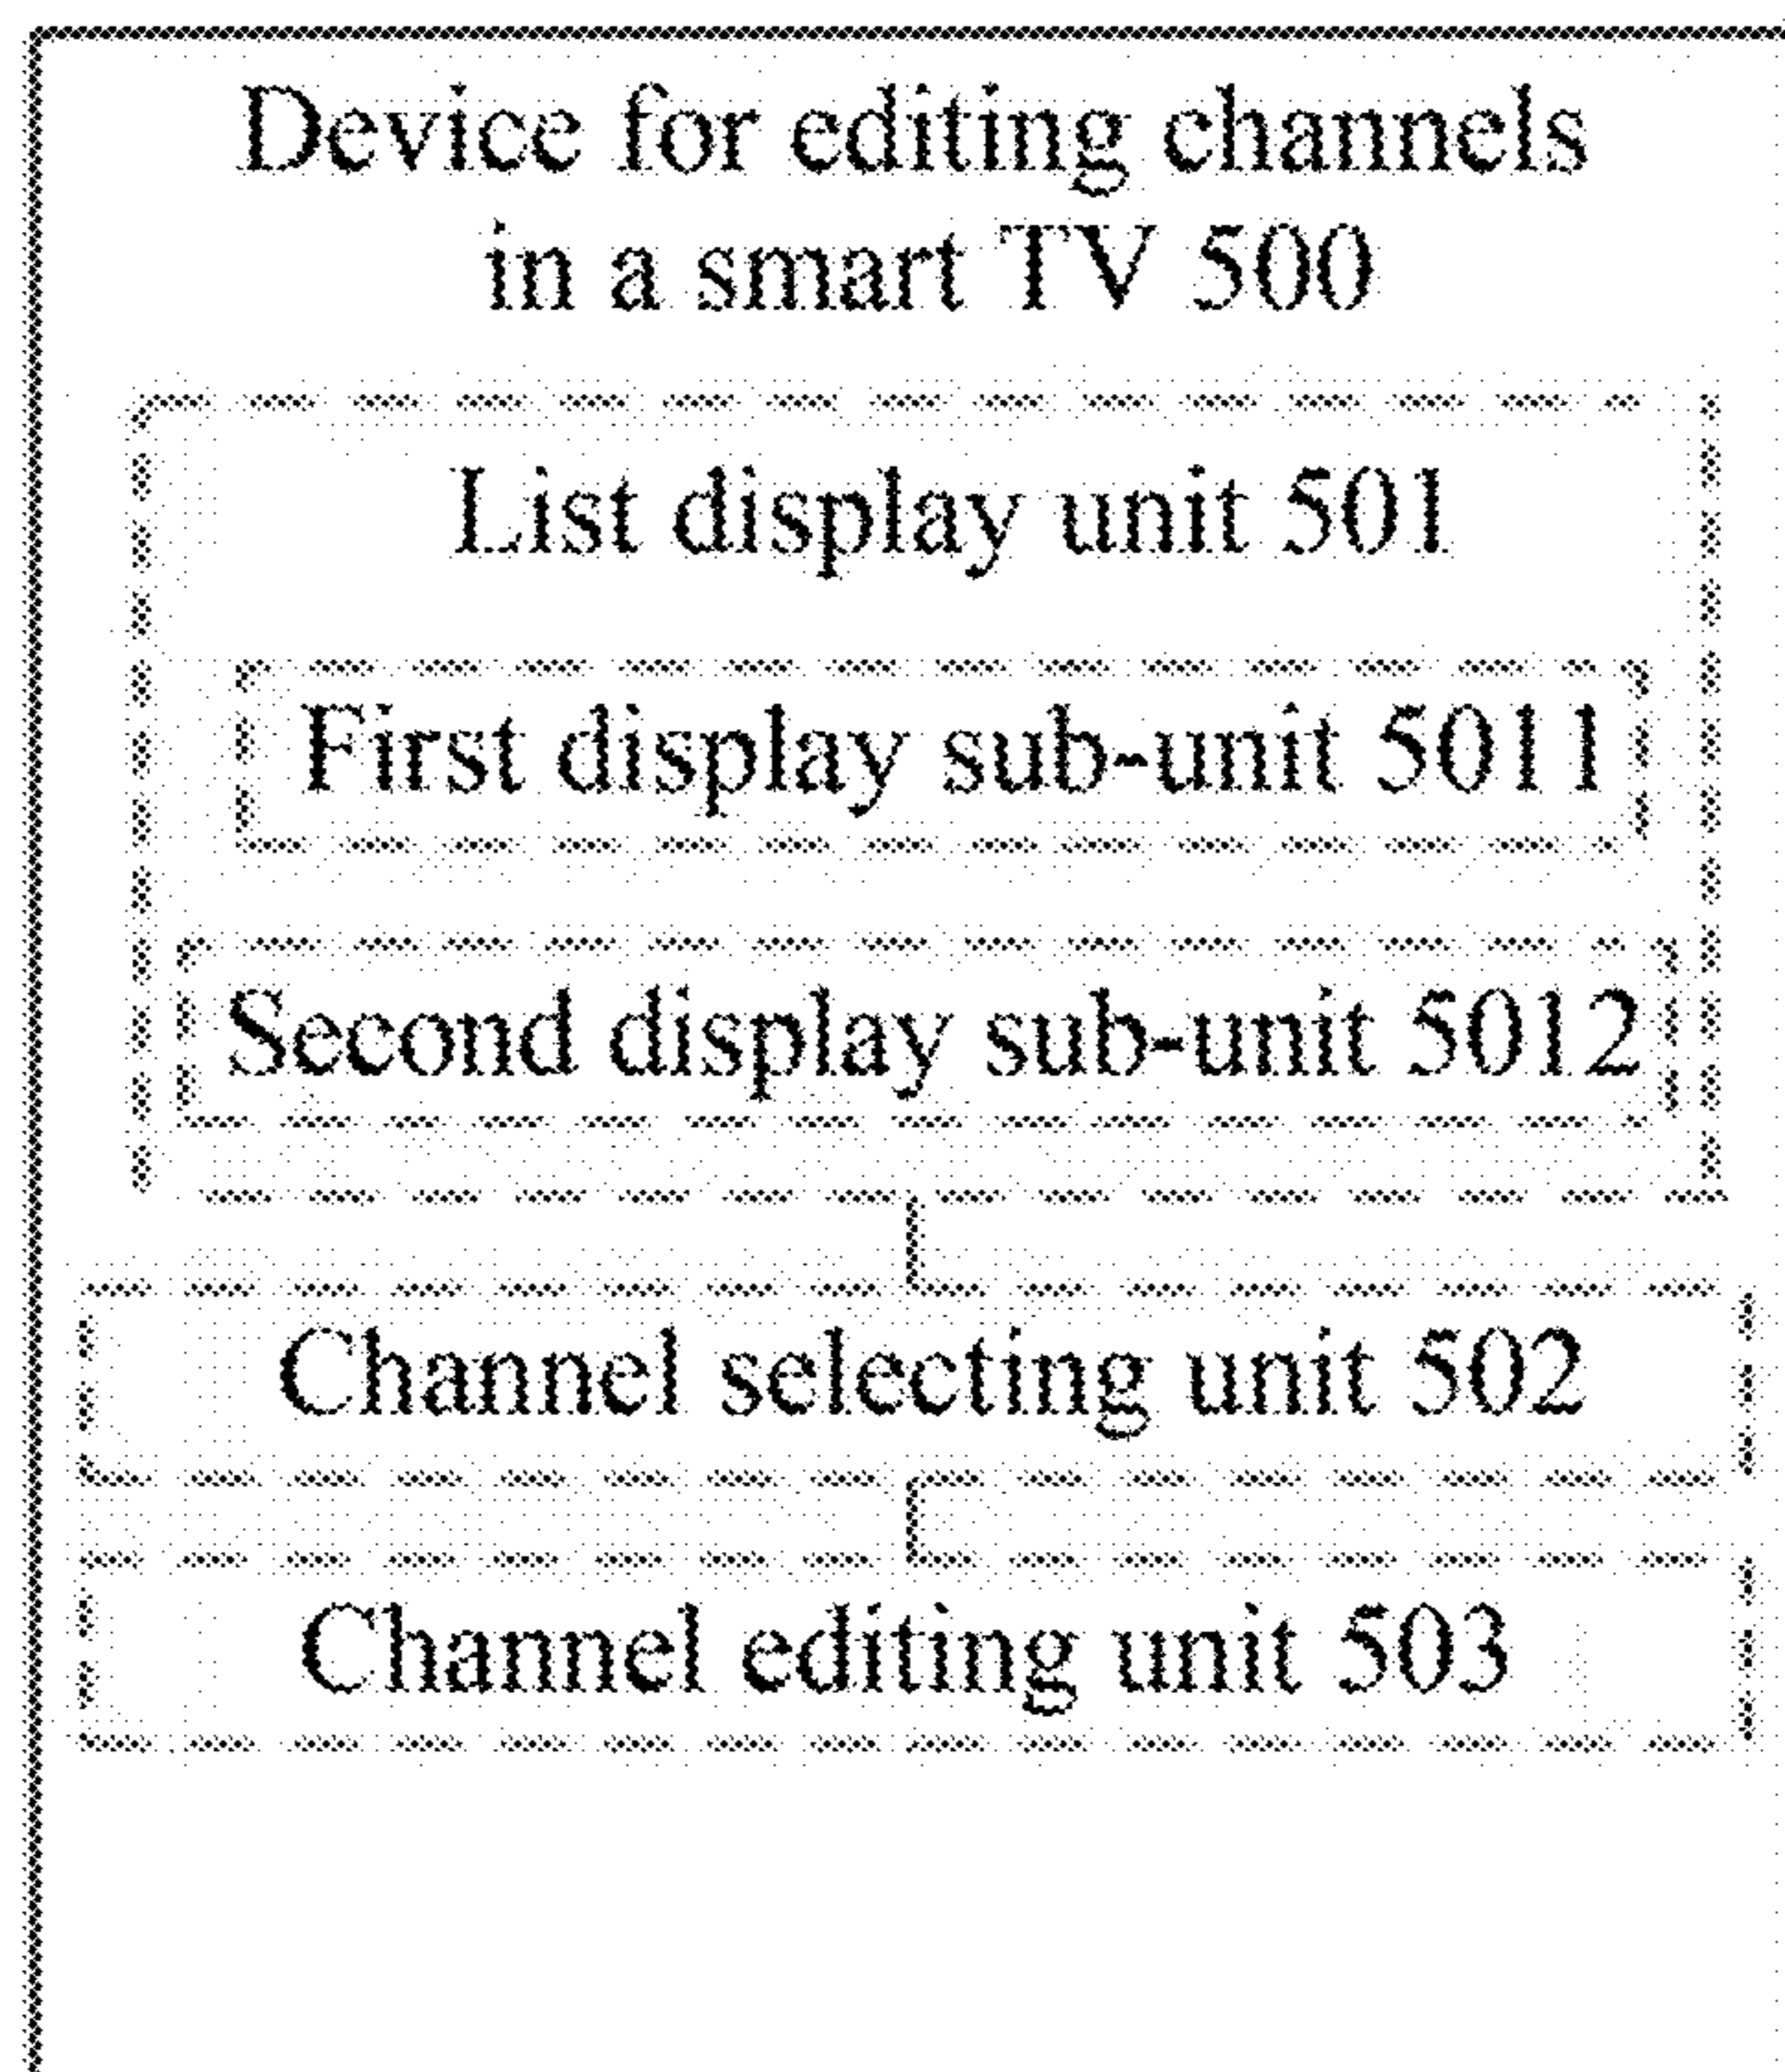 Device for editing channels
in a smart TV 500
List display unit 501
First display sub-unit 5011
Second display sub-unit 5012
Channel selecting unit 502
Channel editing unit 503